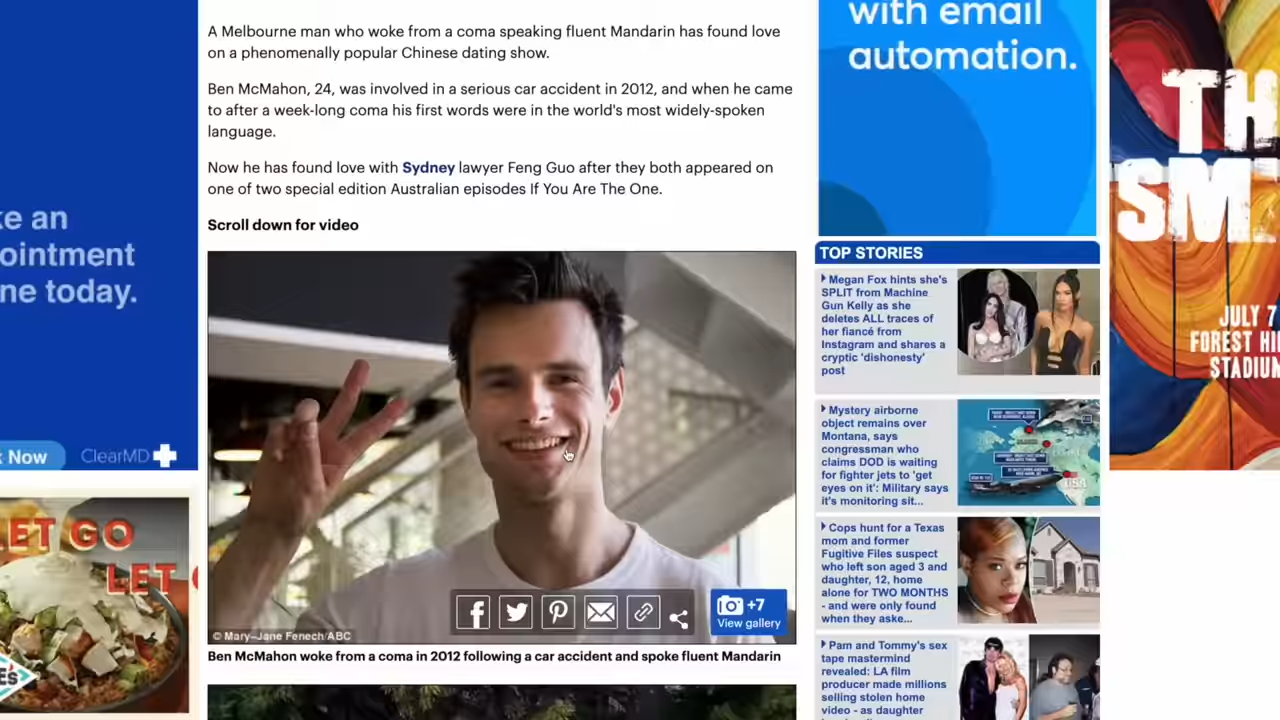 A Melbourne man who woke from a coma speaking fluent Mandarin has found love
on a phenomenally popular Chinese dating show.
Ben McMahon, 24, was involved in a serious car accident in 2012, and when he came
to after a week-long coma his first words were in the world's most widely-spoken
language.
Now he has found love with Sydney lawyer Feng Guo after they both appeared on
one of two special edition Australian episodes If You Are The One.
Scroll down for video
© Mary-Jane Fenech/ABC
+7
View gallery
Ben McMahon woke from a coma in 2012 following a car accident and spoke fluent Mandarin
ke an
ointment
ne today.
k Now
ClearMD
ET GO
LET
with email
automation.
TOP STORIES
Megan Fox hints she's
SPLIT from Machine
Gun Kelly as she
deletes ALL traces of
her fiancé from
Instagram and shares a
cryptic 'dishonesty'
post
Mystery airborne
object remains over
Montana, says
congressman who
claims DOD is waiting
for fighter jets to 'get
eyes on it': Military says
it's monitoring sit...
Cops hunt for a Texas
mom and former
Fugitive Files suspect
who left son aged 3 and
daughter, 12, home
alone for TWO MONTHS
- and were only found
when they aske...
Pam and Tommy's sex
tape mastermind
revealed: LA film
producer made millions
selling stolen home
video - as daughter
TH
SM
JULY 7
FOREST HI
STADIUM